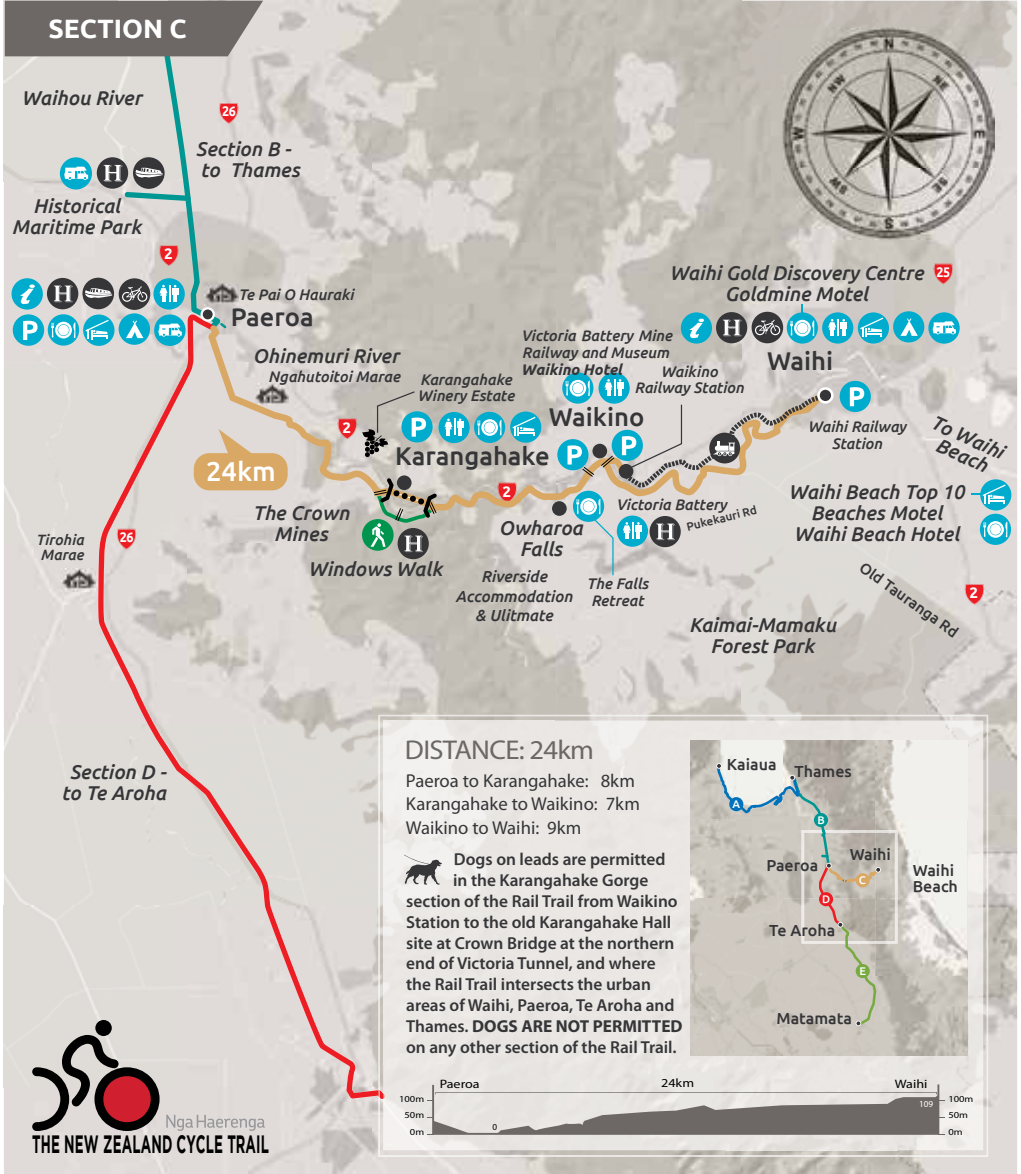 SECTION C
N
NE
E
SE
S
SW
W
NW
Waihou River
26
Section B -
to Thames
H
Historical
Maritime Park
2
i H
P
Te Pai O Hauraki
Paeroa
Waihi Gold Discovery Centre
25
Goldmine Motel
i H
Waihi
P
Waihi Railway
Station
To Waihi
Beach
Ohinemuri River
Ngahutoitoi Marae
Karangahake
Winery Estate
2
P
Karangahake
Victoria Battery Mine
Railway and Museum
Waikino Hotel
Waikino
Railway Station
Waikino
P
P
24km
The Crown
Mines
H
Windows Walk
2
Owharoa
Falls
Victoria Battery
H
Pukekauri Rd
Riverside
Accommodation
& Ulitmate
The Falls
Retreat
Waihi Beach Top 10
Beaches Motel
Waihi Beach Hotel
Old Tauranga Rd
2
Kaimai-Mamaku
Forest Park
26
Tirohia
Marae
Section D -
to Te Aroha
DISTANCE: 24km
Paeroa to Karangahake: 8km
Karangahake to Waikino: 7km
Waikino to Waihi: 9km
Dogs on leads are permitted
in the Karangahake Gorge
section of the Rail Trail from Waikino
Station to the old Karangahake Hall
site at Crown Bridge at the northern
end of Victoria Tunnel, and where
the Rail Trail intersects the urban
areas of Waihi, Paeroa, Te Aroha and
Thames. DOGS ARE NOT PERMITTED
on any other section of the Rail Trail.
Kaiaua
Thames
A
B
Paeroa
Waihi
C
Waihi
Beach
D
Te Aroha
E
Matamata
Paeroa 24km Waihi
100m 109 100m
50m 50m
0m 0 0m
Nga Haerenga
THE NEW ZEALAND CYCLE TRAIL